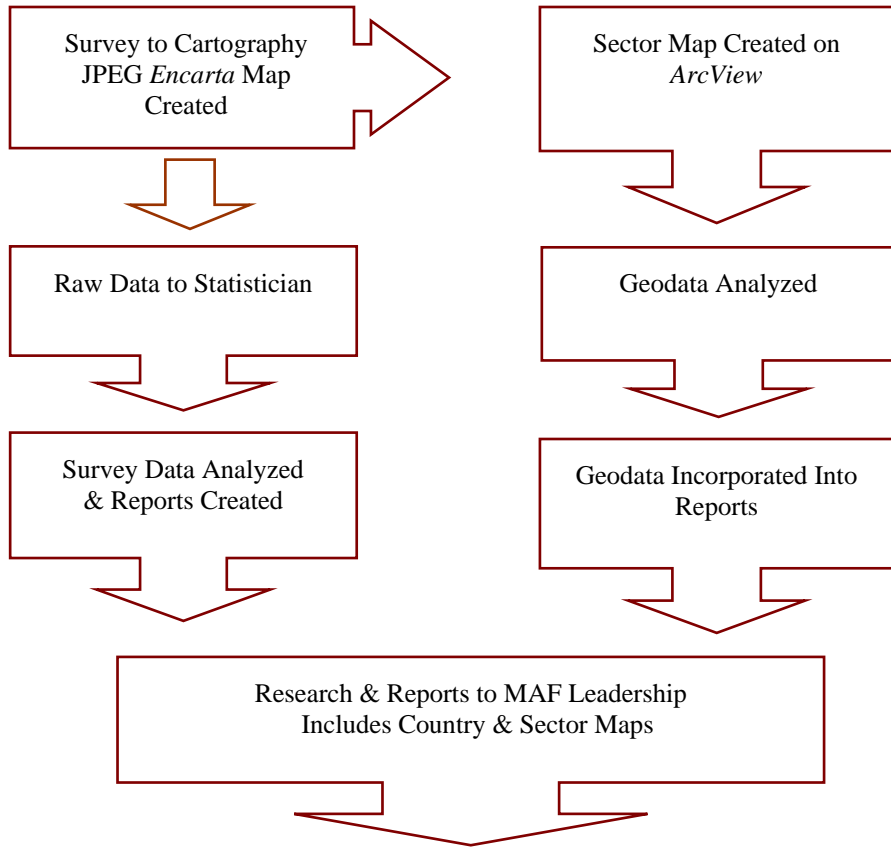 Survey to Cartography
JPEG Encarta Map
Created
Sector Map Created on
ArcView
Raw Data to Statistician
Geodata Analyzed
Survey Data Analyzed
& Reports Created
Geodata Incorporated Into
Reports
Research & Reports to MAF Leadership
Includes Country & Sector Maps